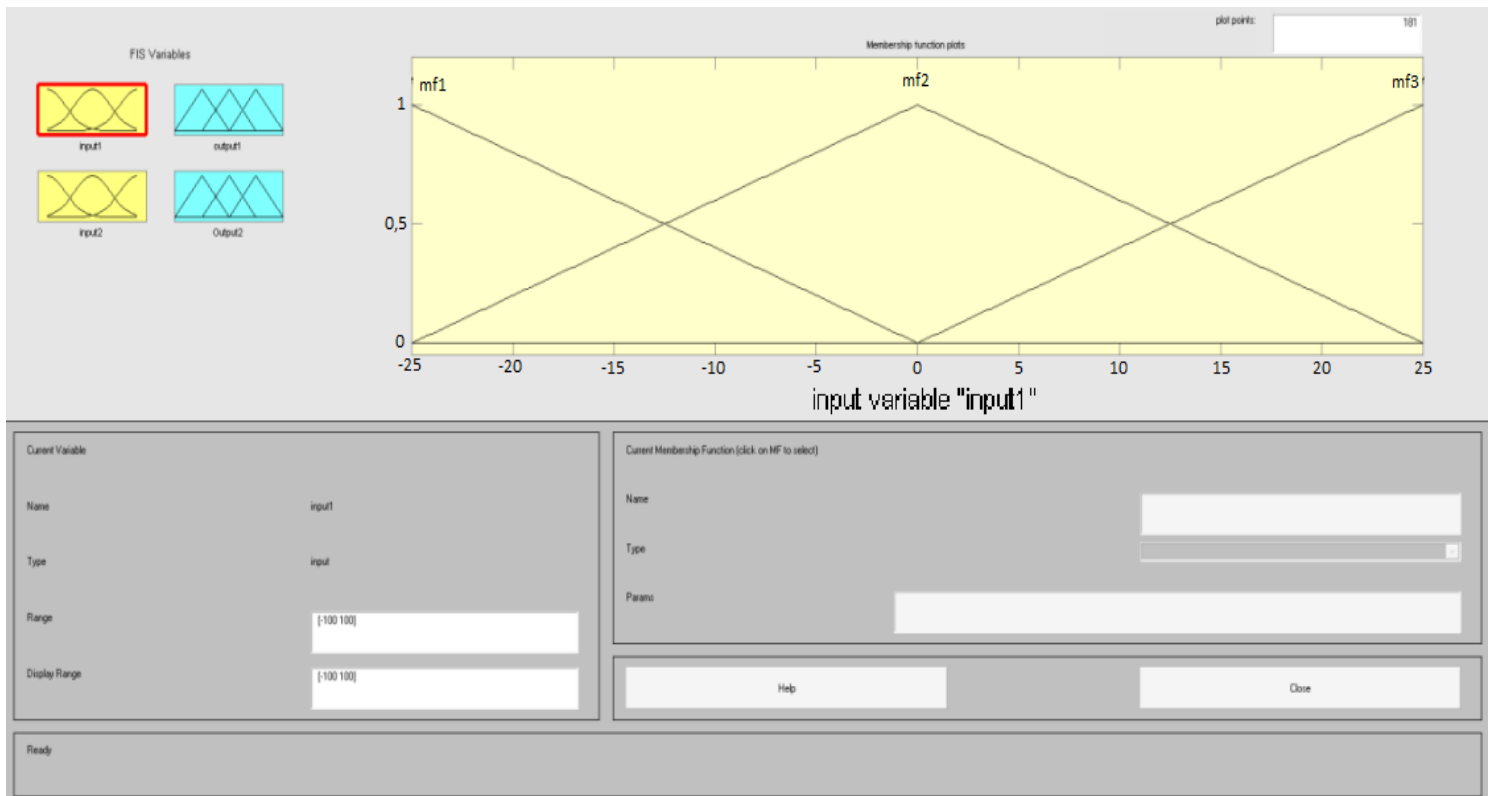 plot points: 181
FIS Variables
Membership function plots
mf1 mf2 mf3
1
0,5
0
-25 -20 -15 -10 -5 0 5 10 15 20 25
input variable "input1"
input1 output1
input2 Output2
Current Variable
Name input1
Type input
Range [-100 100]
Display Range [-100 100]
Current Membership Function (click on MF to select)
Name
Type
Params
Help Close
Ready